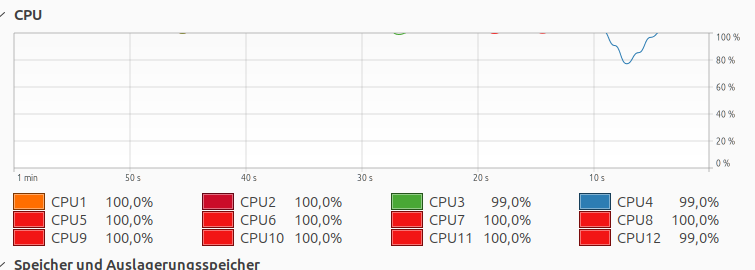 CPU
100 %
80 %
60 %
40 %
20 %
0 %
1 min 50 s 40 s 30 s 20 s 10 s
CPU1 100,0% CPU2 100,0% CPU3 99,0% CPU4 99,0%
CPU5 100,0% CPU6 100,0% CPU7 100,0% CPU8 100,0%
CPU9 100,0% CPU10 100,0% CPU11 100,0% CPU12 99,0%
Speicher und Auslagerungsspeicher